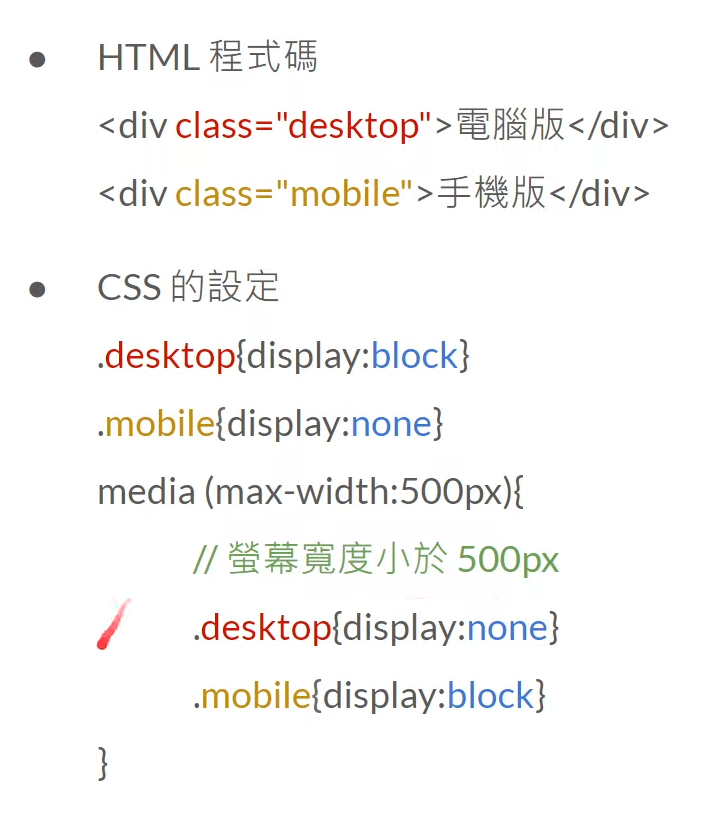 ● HTML 程式碼
<div class="desktop">電腦版</div>
<div class="mobile">手機版</div>
● CSS 的設定
.desktop{display:block}
.mobile{display:none}
media (max-width:500px){
// 螢幕寬度小於 500px
.desktop{display:none}
.mobile{display:block}
}